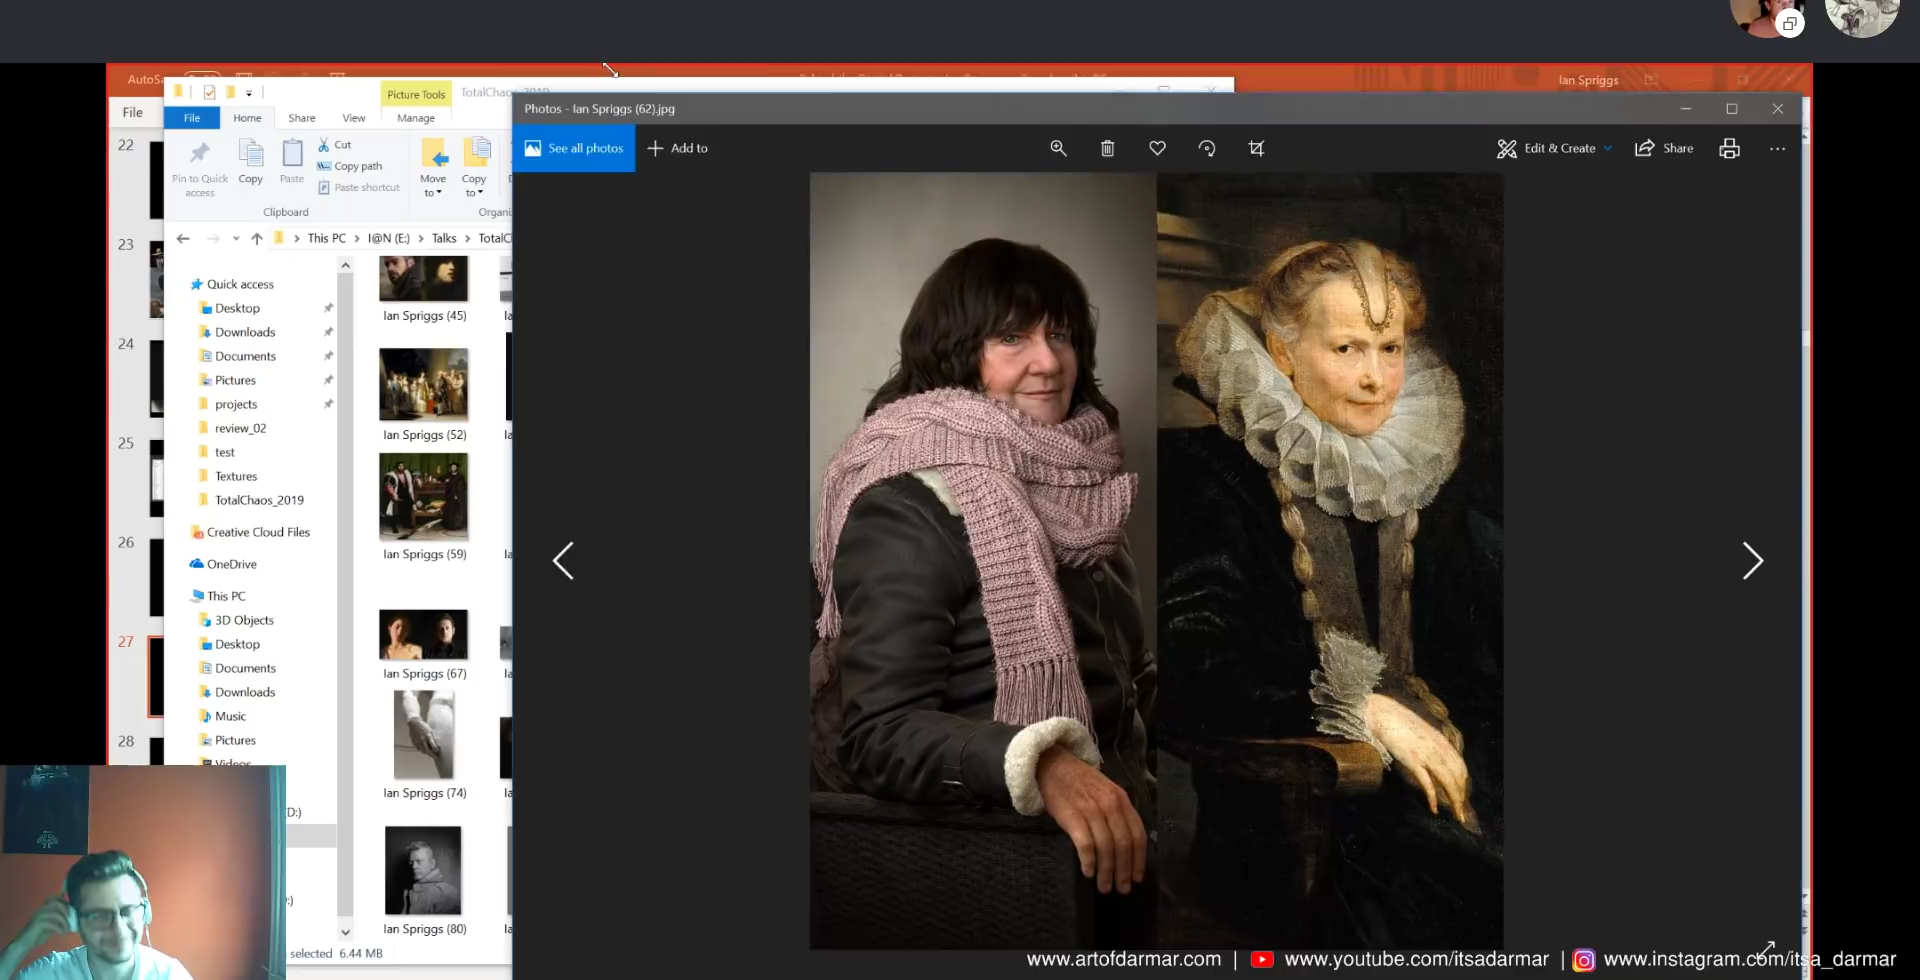 AutoSa
Ian Spriggs
File
Picture Tools
TotalChaos_2019
File
Home
Share
View
Manage
Pin to Quick
access
Copy
Paste
Cut
Copy path
Paste shortcut
Move
to
Copy
to
Clipboard
Organi
This PC
I@N (E:)
Talks
TotalC
22
23
24
25
26
27
28
Quick access
Desktop
Downloads
Documents
Pictures
projects
review_02
test
Textures
TotalChaos_2019
Creative Cloud Files
OneDrive
This PC
3D Objects
Desktop
Documents
Downloads
Music
Pictures
Videos
D:)
:)
selected 6.44 MB
Ian Spriggs (45)
Ian Spriggs (52)
Ian Spriggs (59)
Ian Spriggs (67)
Ian Spriggs (74)
Ian Spriggs (80)
Photos - Ian Spriggs (62).jpg
See all photos
Add to
Edit & Create
Share
www.artofdarmar.com | www.youtube.com/itsadarmar | www.instagram.com/itsa_darmar